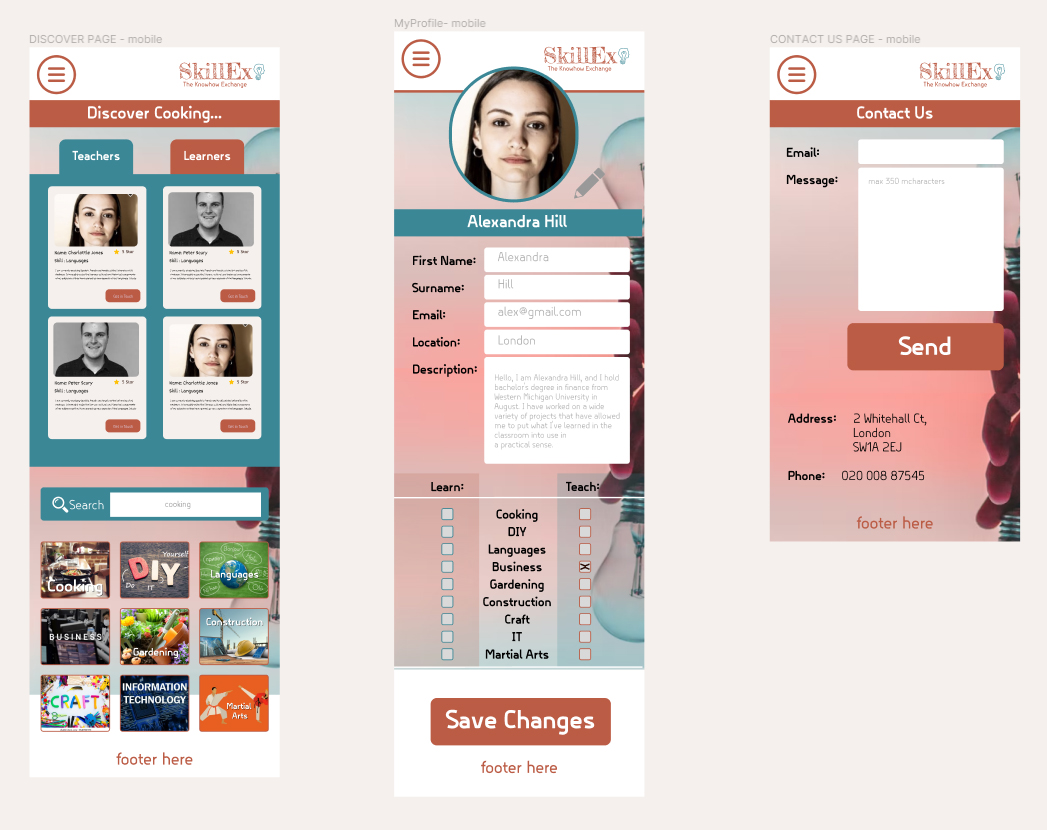 DISCOVER PAGE - mobile
SkillEx
The Knowhow Exchange
Discover Cooking...
Teachers
Learners
Name: Charlottle Jones
5 Star
Skill : Languages
Get in touch
Name: Peter Scury
5 Star
Skill : Languages
Get in touch
Name: Peter Scury
5 Star
Skill : Languages
Get in touch
Name: Charlottle Jones
5 Star
Skill : Languages
Get in touch
Search
cooking
Cooking
Do
IT
Yourself
DIY
Languages
BUSINESS
Gardening
Construction
CRAFT
INFORMATION
TECHNOLOGY
Martial
Arts
footer here
MyProfile- mobile
SkillEx
The Knowhow Exchange
Alexandra Hill
First Name:
Alexandra
Surname:
Hill
Email:
alex@gmail.com
Location:
London
Description:
Hello, I am Alexandra Hill, and I hold
bachelor's degree in finance from
Western Michigan University in
August. I have worked on a wide
variety of projects that have allowed
me to put what I've learned in the
classroom into use in
a practical sense.
Learn:
Teach:
Cooking
DIY
Languages
Business
Gardening
Construction
Craft
IT
Martial Arts
Save Changes
footer here
CONTACT US PAGE - mobile
SkillEx
The Knowhow Exchange
Contact Us
Email:
Message:
max 350 mcharacters
Send
Address:
2 Whitehall Ct,
London
SW1A 2EJ
Phone:
020 008 87545
footer here